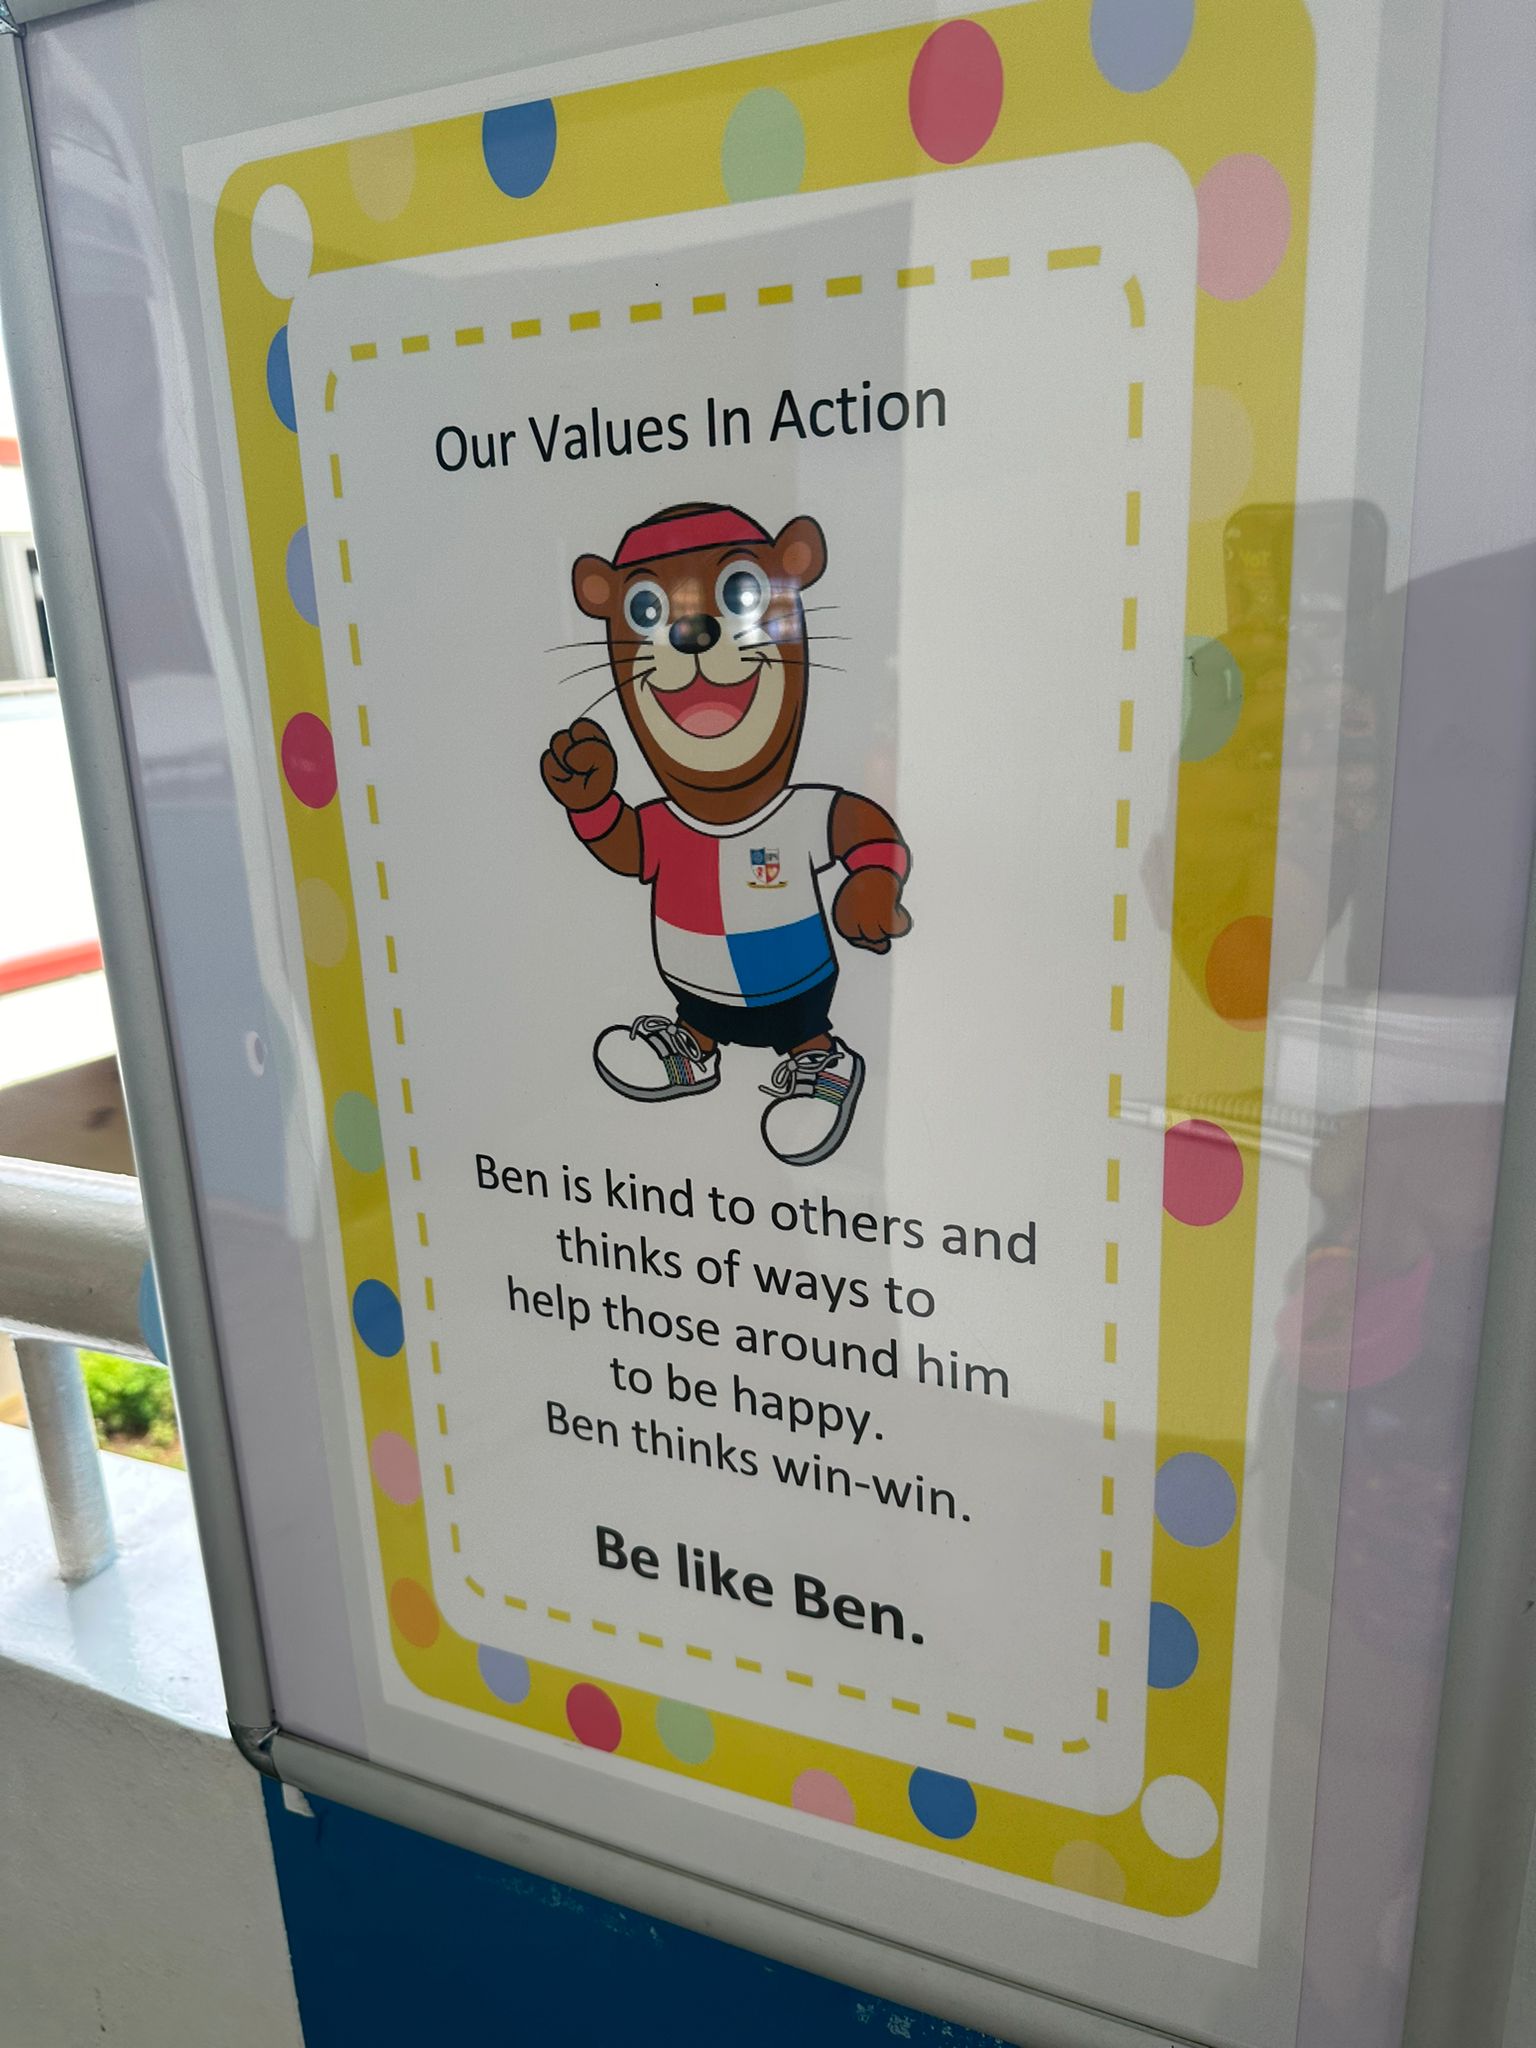 Our Values In Action
Ben is kind to others and
thinks of ways to
help those around him
to be happy.
Ben thinks win-win.
Be like Ben.